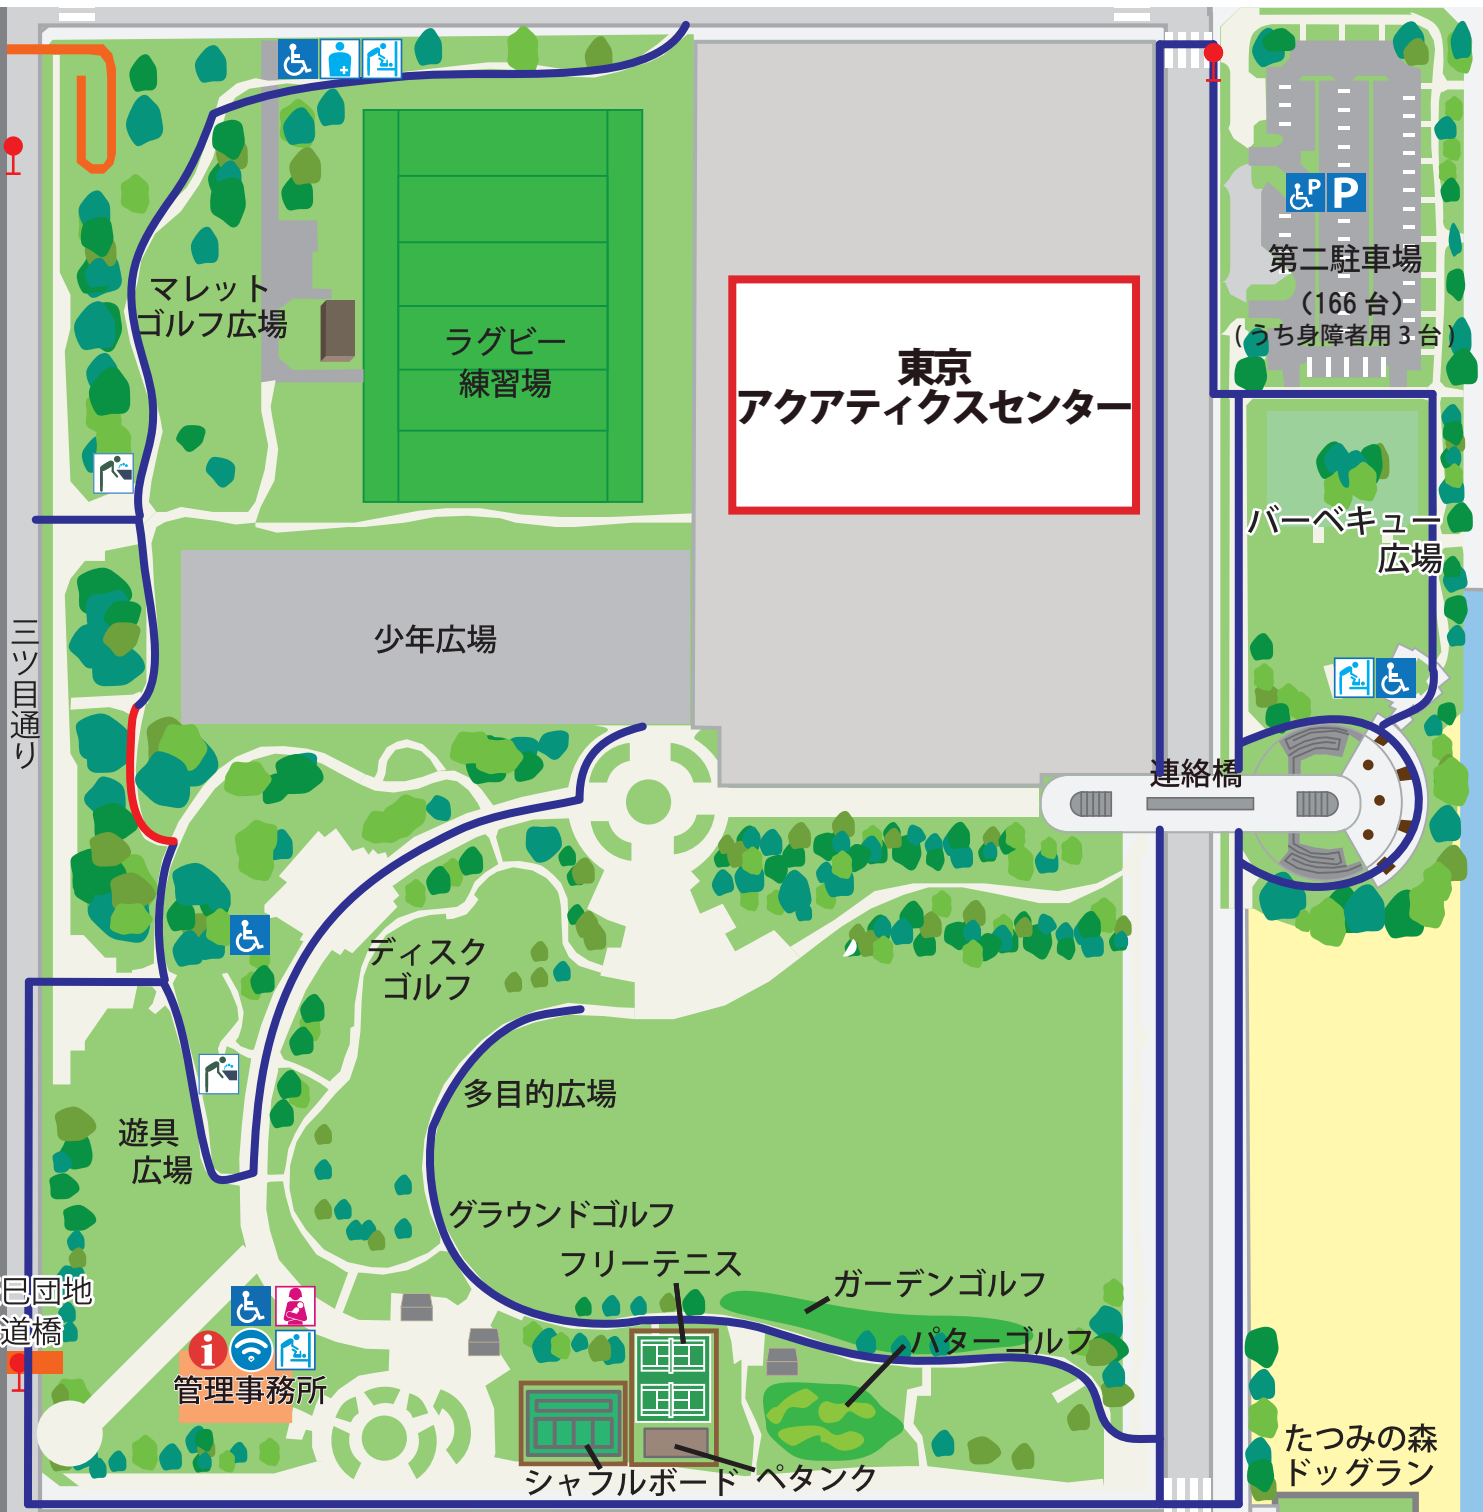 P
P
第二駐車場
（166 台）
( うち身障者用 3 台 )
マレット
ゴルフ広場
ラグビー
練習場
東京
アクアティクスセンター
バーベキュー
広場
少年広場
三ツ目通り
連絡橋
ディスク
ゴルフ
多目的広場
遊具
広場
グラウンドゴルフ
フリーテニス
ガーデンゴルフ
パターゴルフ
巳団地
道橋
i
管理事務所
シャフルボード
ペタンク
たつみの森
ドッグラン